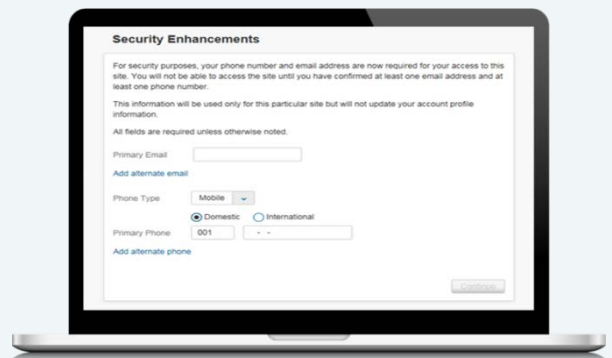 Security Enhancements
For security purposes, your phone number and email address are now required for your access to this
site. You will not be able to access the site until you have confirmed at least one email address and at
least one phone number.
This information will be used only for this particular site but will not update your account profile
information.
All fields are required unless otherwise noted.
Primary Email
Add alternate email
Phone Type Mobile
Domestic International
Primary Phone 001 - -
Add alternate phone
Continue